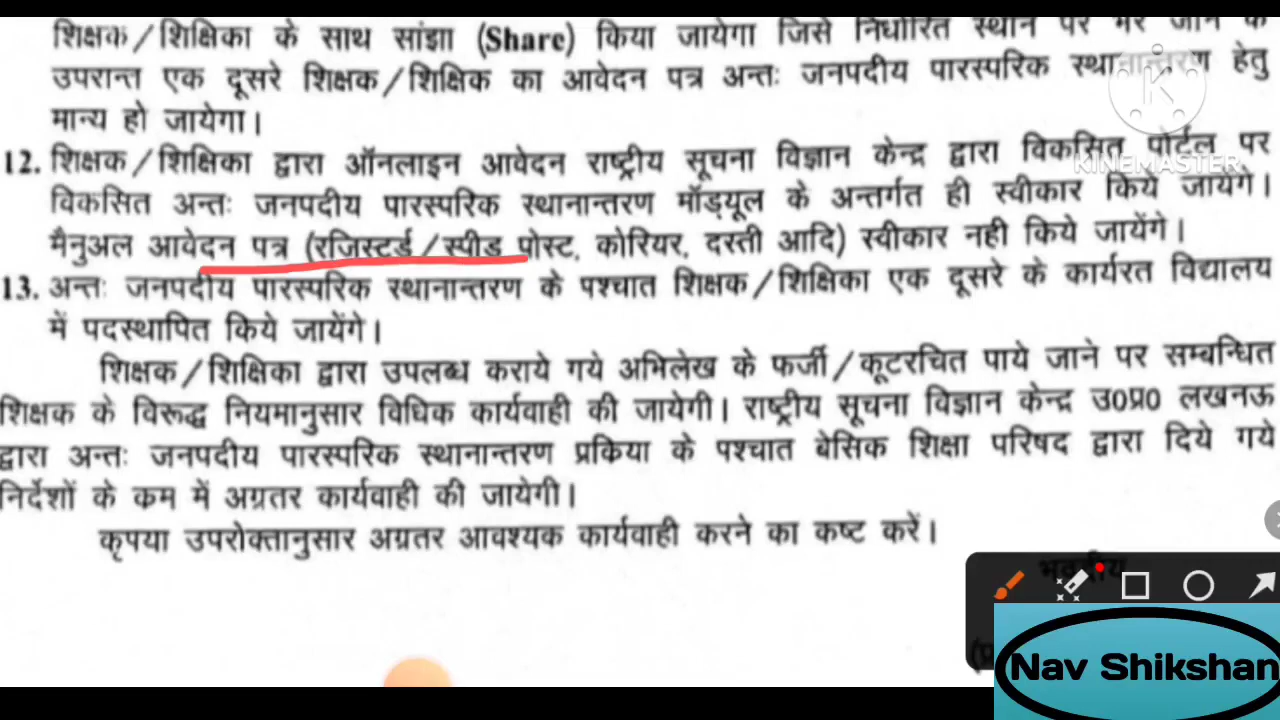 शिक्षक/शिक्षिका के साथ सांझा (Share) किया जायेगा जिसे निर्धारित स्थान पर भरे जाने के
उपरान्त एक दूसरे शिक्षक/शिक्षिक का आवेदन पत्र अन्तः जनपदीय पारस्परिक स्थानान्तरण हेतु
मान्य हो जायेगा।
12. शिक्षक/शिक्षिका द्वारा ऑनलाइन आवेदन राष्ट्रीय सूचना विज्ञान केन्द्र द्वारा विकसित पोर्टल पर
विकसित अन्तः जनपदीय पारस्परिक स्थानान्तरण मॉड्यूल के अन्तर्गत ही स्वीकार किये जायेंगे।
मैनुअल आवेदन पत्र (रजिस्टर्ड/स्पीड पोस्ट, कोरियर, दस्ती आदि) स्वीकार नही किये जायेंगे।
13. अन्तः जनपदीय पारस्परिक स्थानान्तरण के पश्चात शिक्षक/शिक्षिका एक दूसरे के कार्यरत विद्यालय
में पदस्थापित किये जायेंगे।
शिक्षक/शिक्षिका द्वारा उपलब्ध कराये गये अभिलेख के फर्जी/कूटरचित पाये जाने पर सम्बन्धित
शिक्षक के विरूद्ध नियमानुसार विधिक कार्यवाही की जायेगी। राष्ट्रीय सूचना विज्ञान केन्द्र उ0प्र0 लखनऊ
द्वारा अन्तः जनपदीय पारस्परिक स्थानान्तरण प्रकिया के पश्चात बेसिक शिक्षा परिषद द्वारा दिये गये
निर्देशों के कम में अग्रतर कार्यवाही की जायेगी।
कृपया उपरोक्तानुसार अग्रतर आवश्यक कार्यवाही करने का कष्ट करें।
भवदीय
K
KINEMASTER
Nav Shikshan